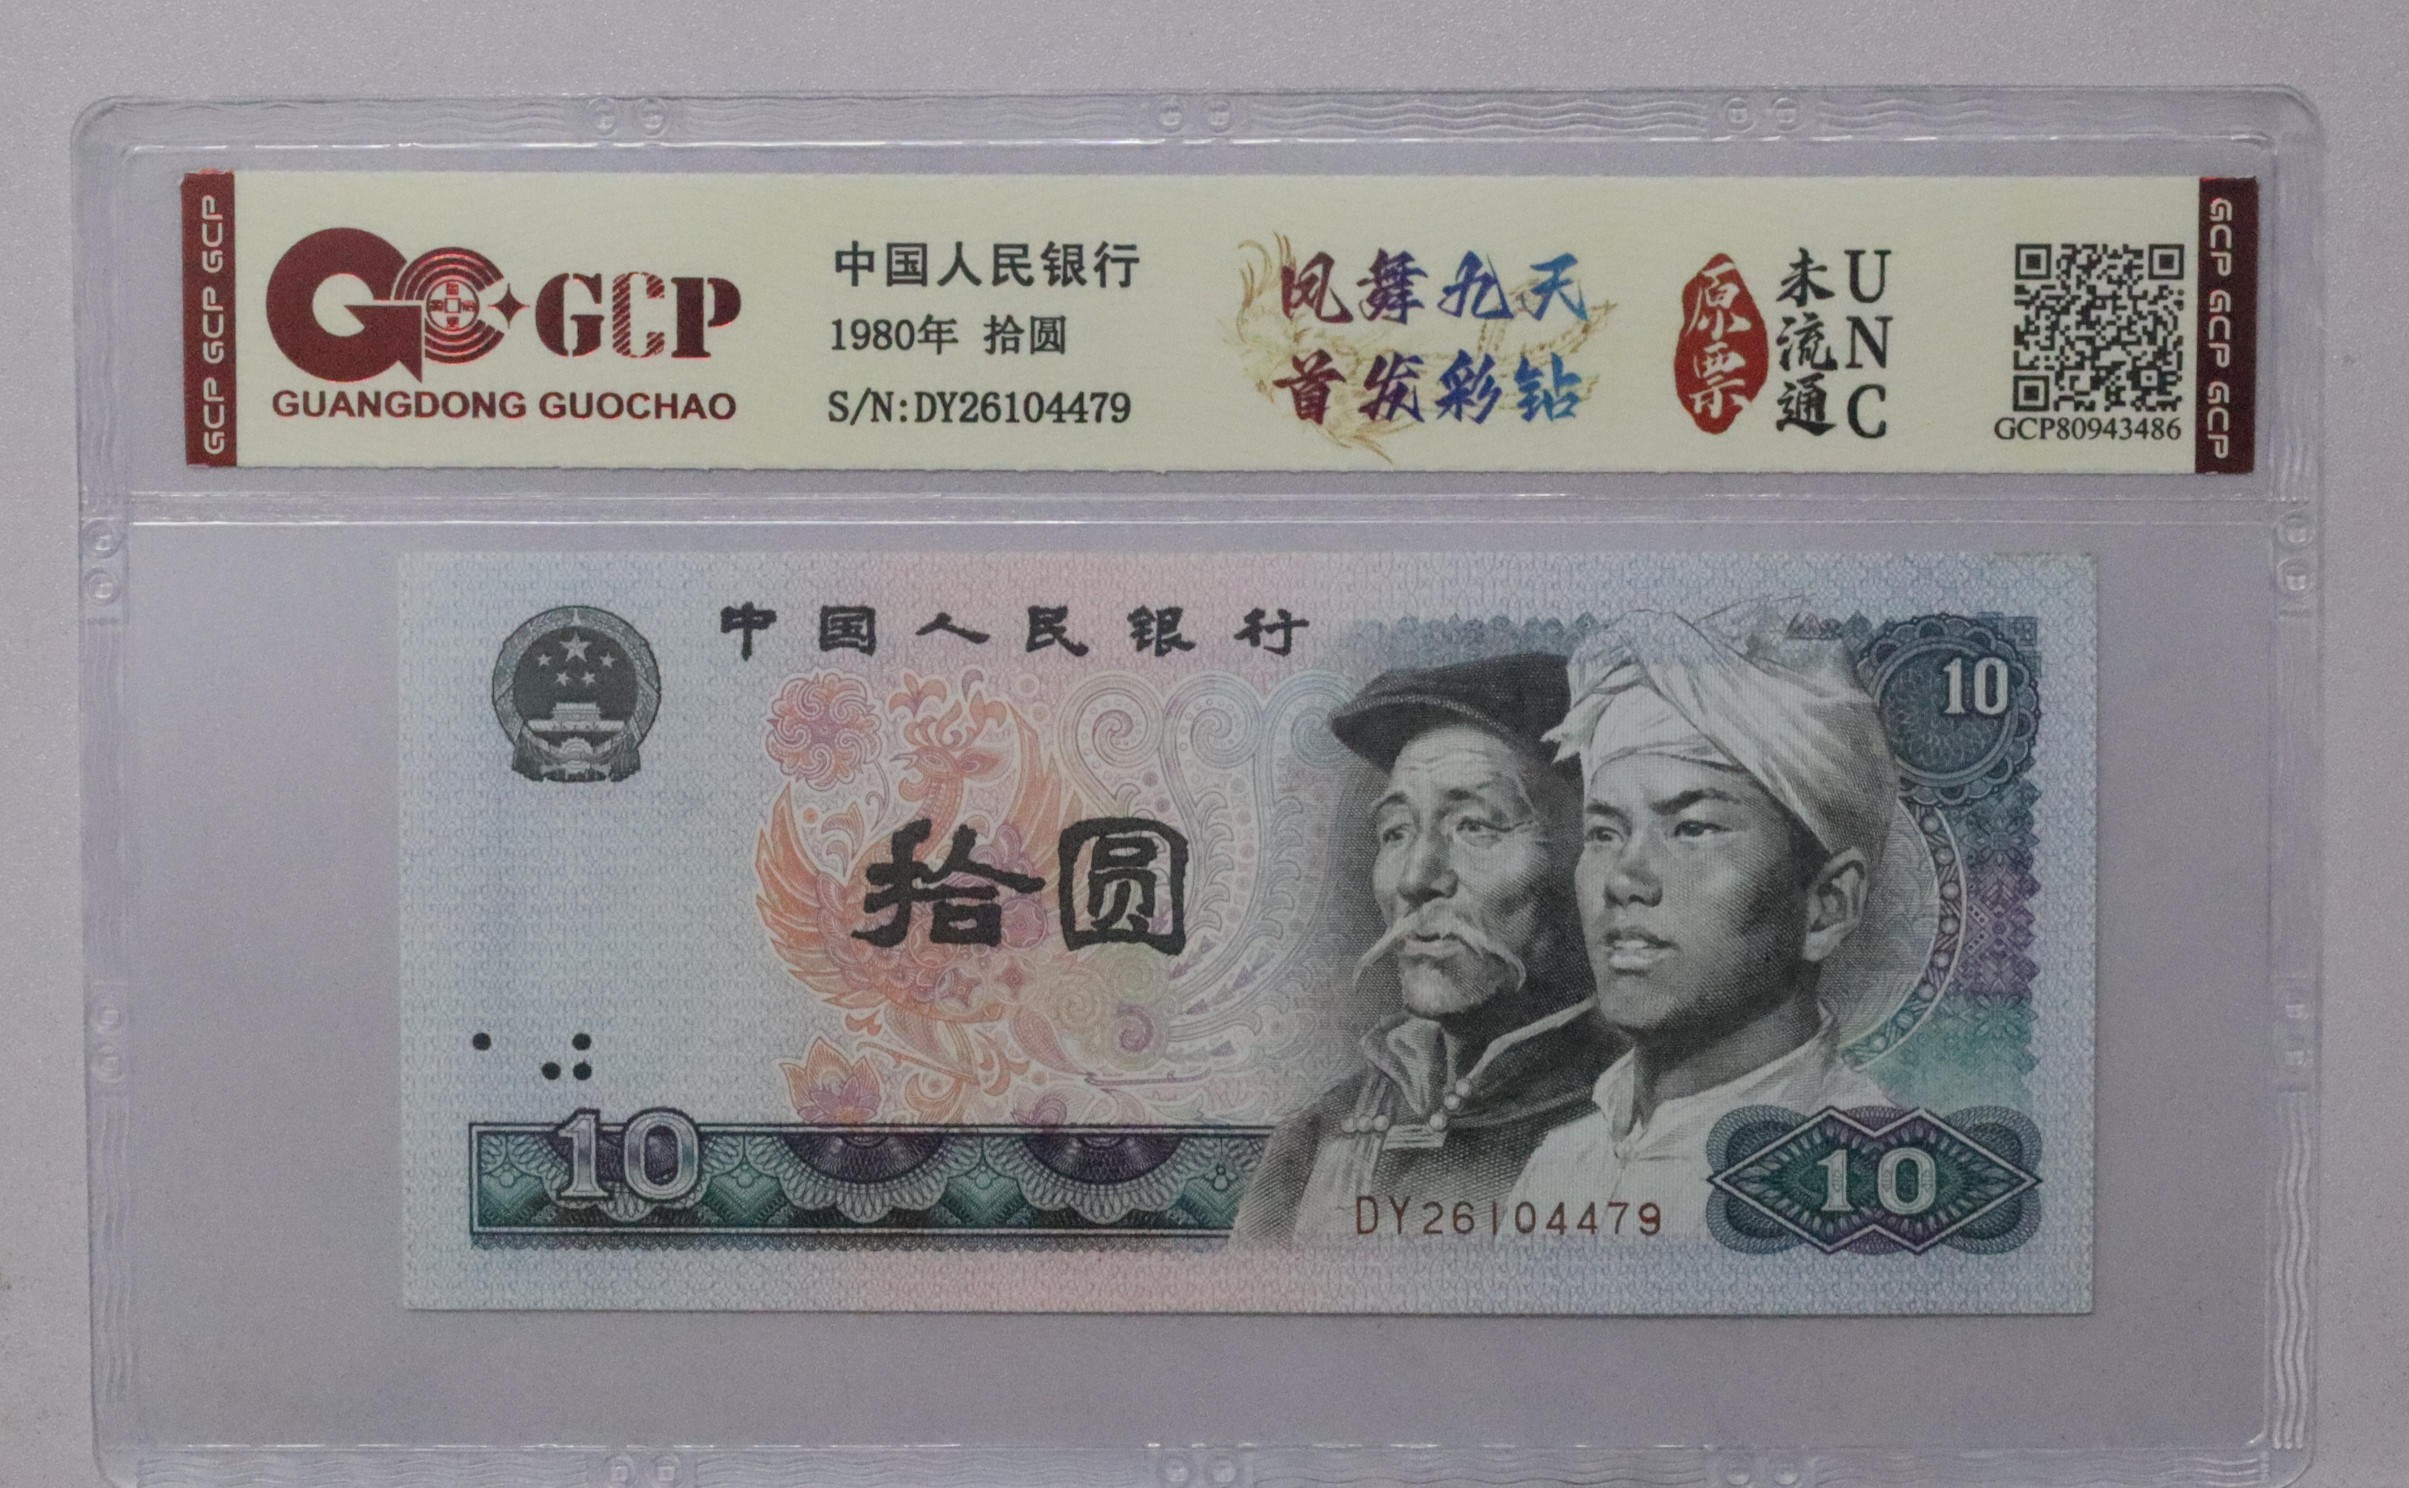 GCP GCP GCP
GCP
GUANGDONG GUOCHAO
中国人民银行
1980年 拾圆
S/N:DY26104479
凤舞九天
首发彩钻
原票
未流通
UNC
GCP80943486
GCP GCP GCP
中国人民银行
10
拾圆
10
DY26104479
10